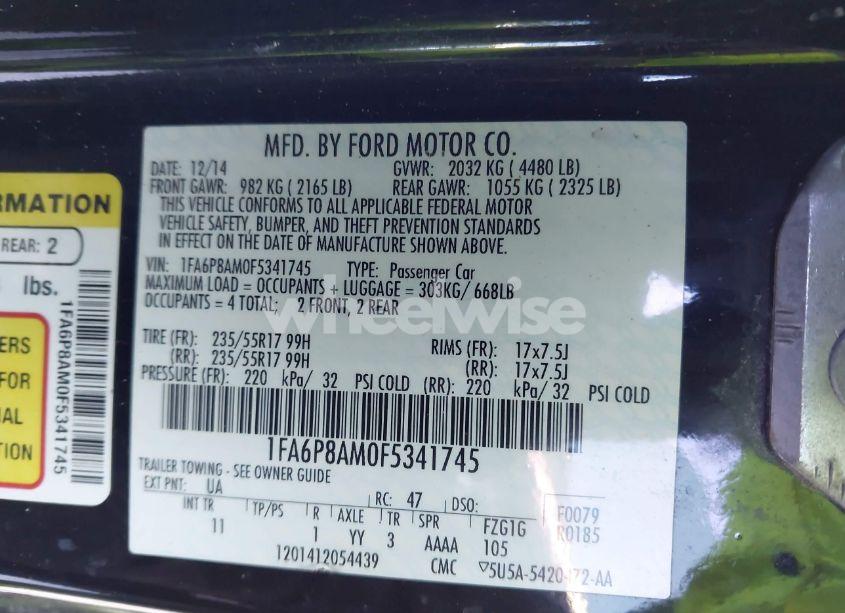 MFD. BY FORD MOTOR CO.
DATE: 12/14 GVWR: 2032 KG ( 4480 LB)
FRONT GAWR: 982 KG ( 2165 LB) REAR GAWR: 1055 KG ( 2325 LB)
THIS VEHICLE CONFORMS TO ALL APPLICABLE FEDERAL MOTOR
VEHICLE SAFETY, BUMPER, AND THEFT PREVENTION STANDARDS
IN EFFECT ON THE DATE OF MANUFACTURE SHOWN ABOVE.
VIN: 1FA6P8AM0F5341745 TYPE: Passenger Car
MAXIMUM LOAD = OCCUPANTS + LUGGAGE = 303KG/ 668LB
OCCUPANTS = 4 TOTAL; 2 FRONT, 2 REAR
TIRE (FR): 235/55R17 99H RIMS (FR): 17x7.5J
(RR): 235/55R17 99H (RR): 17x7.5J
PRESSURE (FR): 220 kPa/ 32 PSI COLD (RR): 220 kPa/ 32 PSI COLD
1FA6P8AM0F5341745
TRAILER TOWING - SEE OWNER GUIDE
EXT PNT: UA RC: 47 DSO: F0079
R0185
INT TR TP/PS R AXLE TR SPR FZG1G
11 1 YY 3 AAAA 105
1201412054439 CMC
ORMATION
REAR: 2
lbs.
ERS
FOR
NAL
TION
1FA6P8AM0F5341745
wheelwise